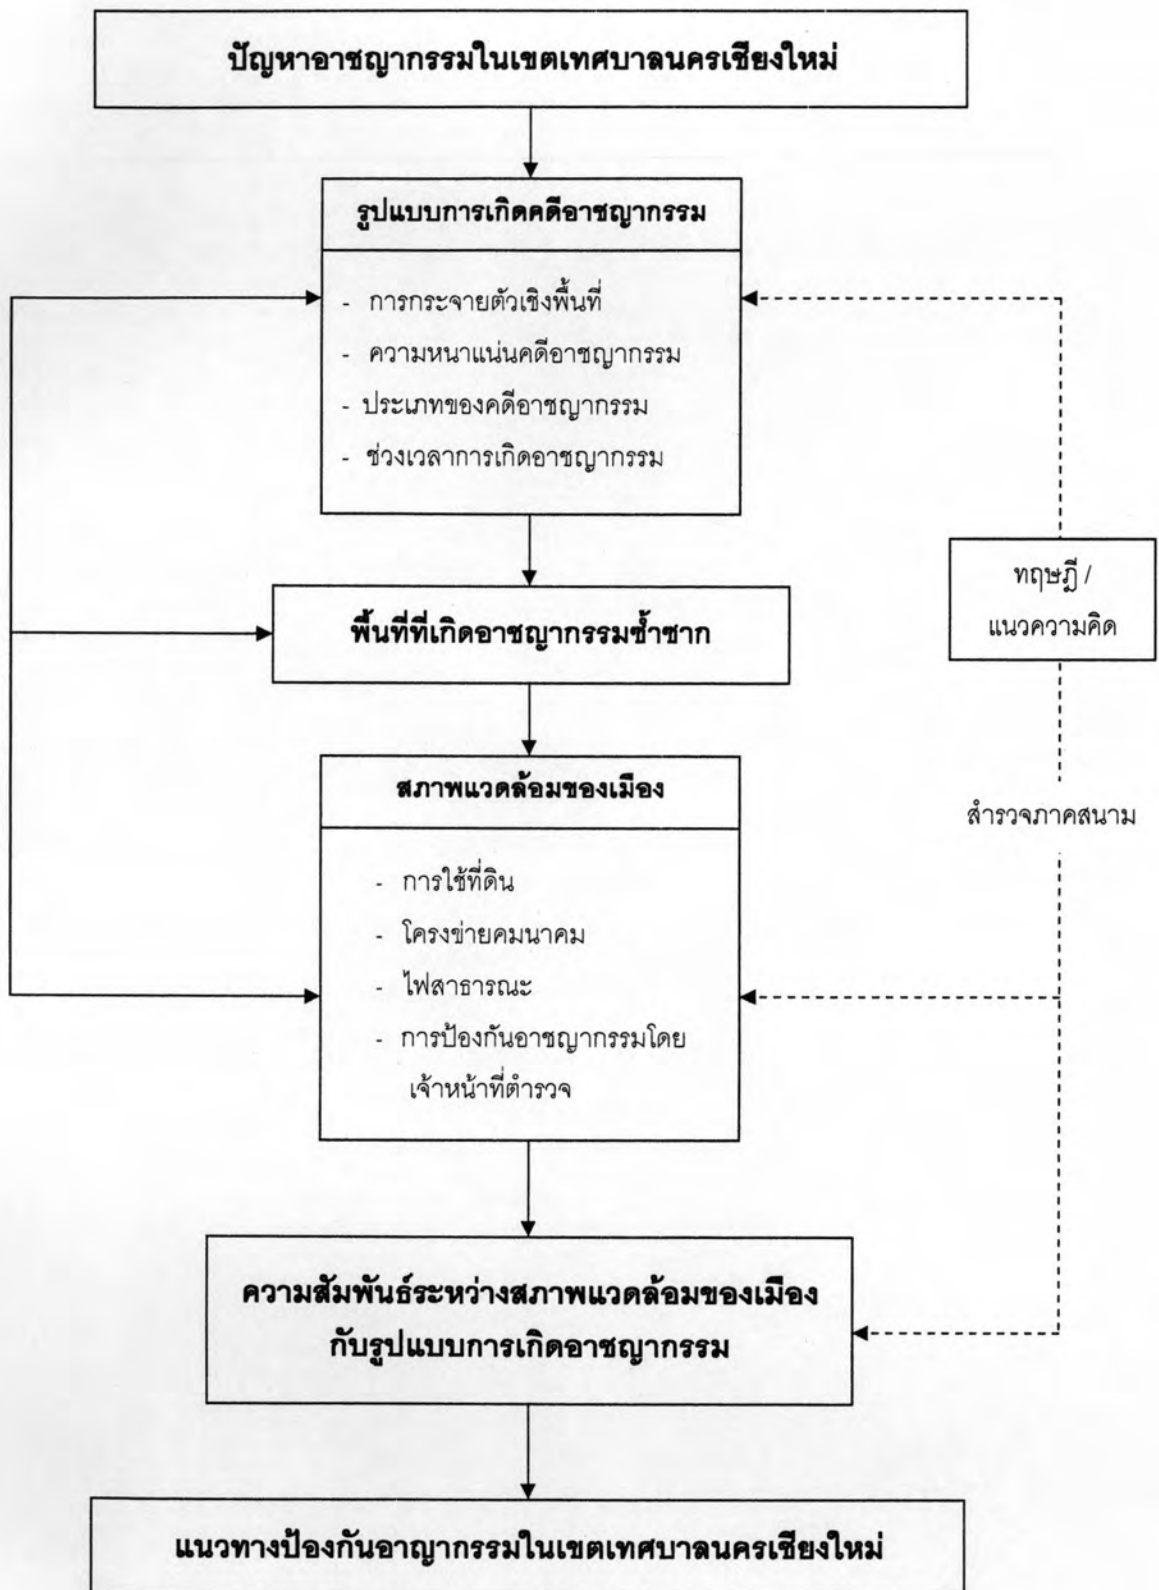 ปัญหาอาชญากรรมในเขตเทศบาลนครเชียงใหม่
รูปแบบการเกิดคดีอาชญากรรม
- การกระจายตัวเชิงพื้นที่
- ความหนาแน่นคดีอาชญากรรม
- ประเภทของคดีอาชญากรรม
- ช่วงเวลาการเกิดอาชญากรรม
ทฤษฎี /
แนวความคิด
พื้นที่ที่เกิดอาชญากรรมซ้ำซาก
สภาพแวดล้อมของเมือง
สำรวจภาคสนาม
- การใช้ที่ดิน
- โครงข่ายคมนาคม
- ไฟสาธารณะ
- การป้องกันอาชญากรรมโดย
เจ้าหน้าที่ตำรวจ
ความสัมพันธ์ระหว่างสภาพแวดล้อมของเมือง
กับรูปแบบการเกิดอาชญากรรม
แนวทางป้องกันอาญากรรมในเขตเทศบาลนครเชียงใหม่